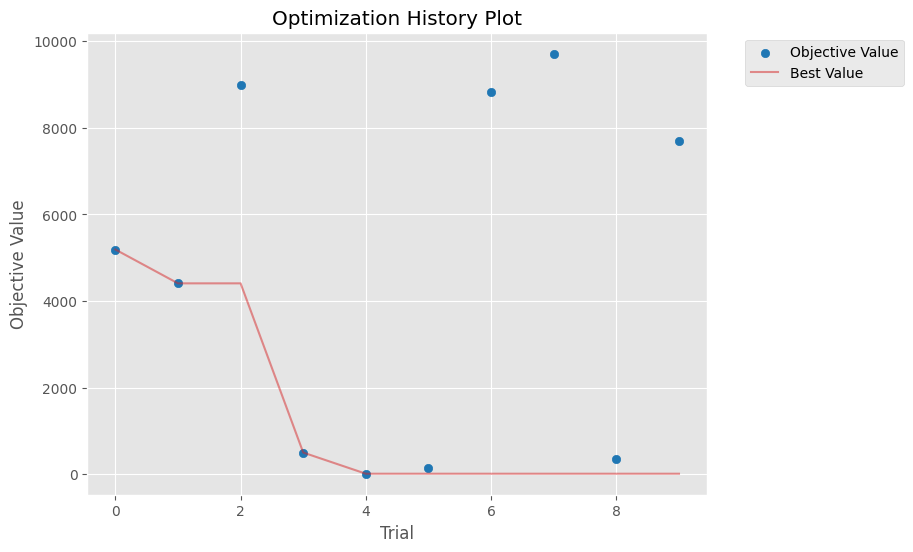 Optimization History Plot
10000
8000
6000
4000
2000
0
Objective Value
0 2 4 6 8
Trial
Objective Value
Best Value